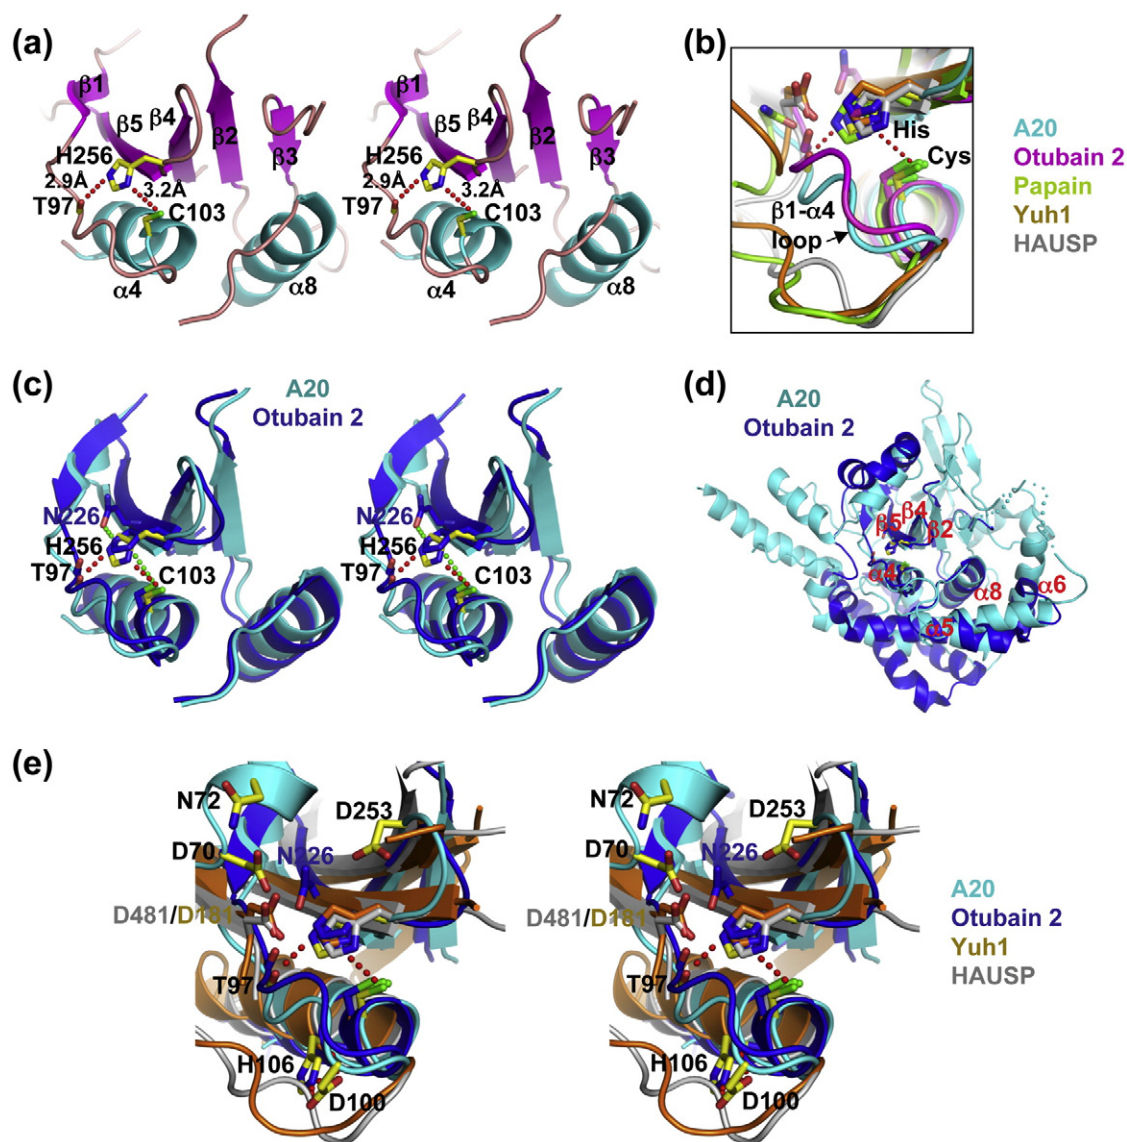 (a)
β1
β5 β4
β2
β3
H256
2.9Å
3.2Å
T97
C103
α4
α8
β1
β5 β4
β2
β3
H256
2.9Å
3.2Å
T97
C103
α4
α8
(b)
His
Cys
β1-α4
loop
A20
Otubain 2
Papain
Yuh1
HAUSP
(c)
A20
Otubain 2
N226
H256
T97
C103
N226
H256
T97
C103
(d)
A20
Otubain 2
β5 β4
β2
α4
α8
α6
α5
(e)
N72
D253
D70
N226
D481/D181
T97
H106
D100
N72
D253
D70
N226
D481/D181
T97
H106
D100
A20
Otubain 2
Yuh1
HAUSP